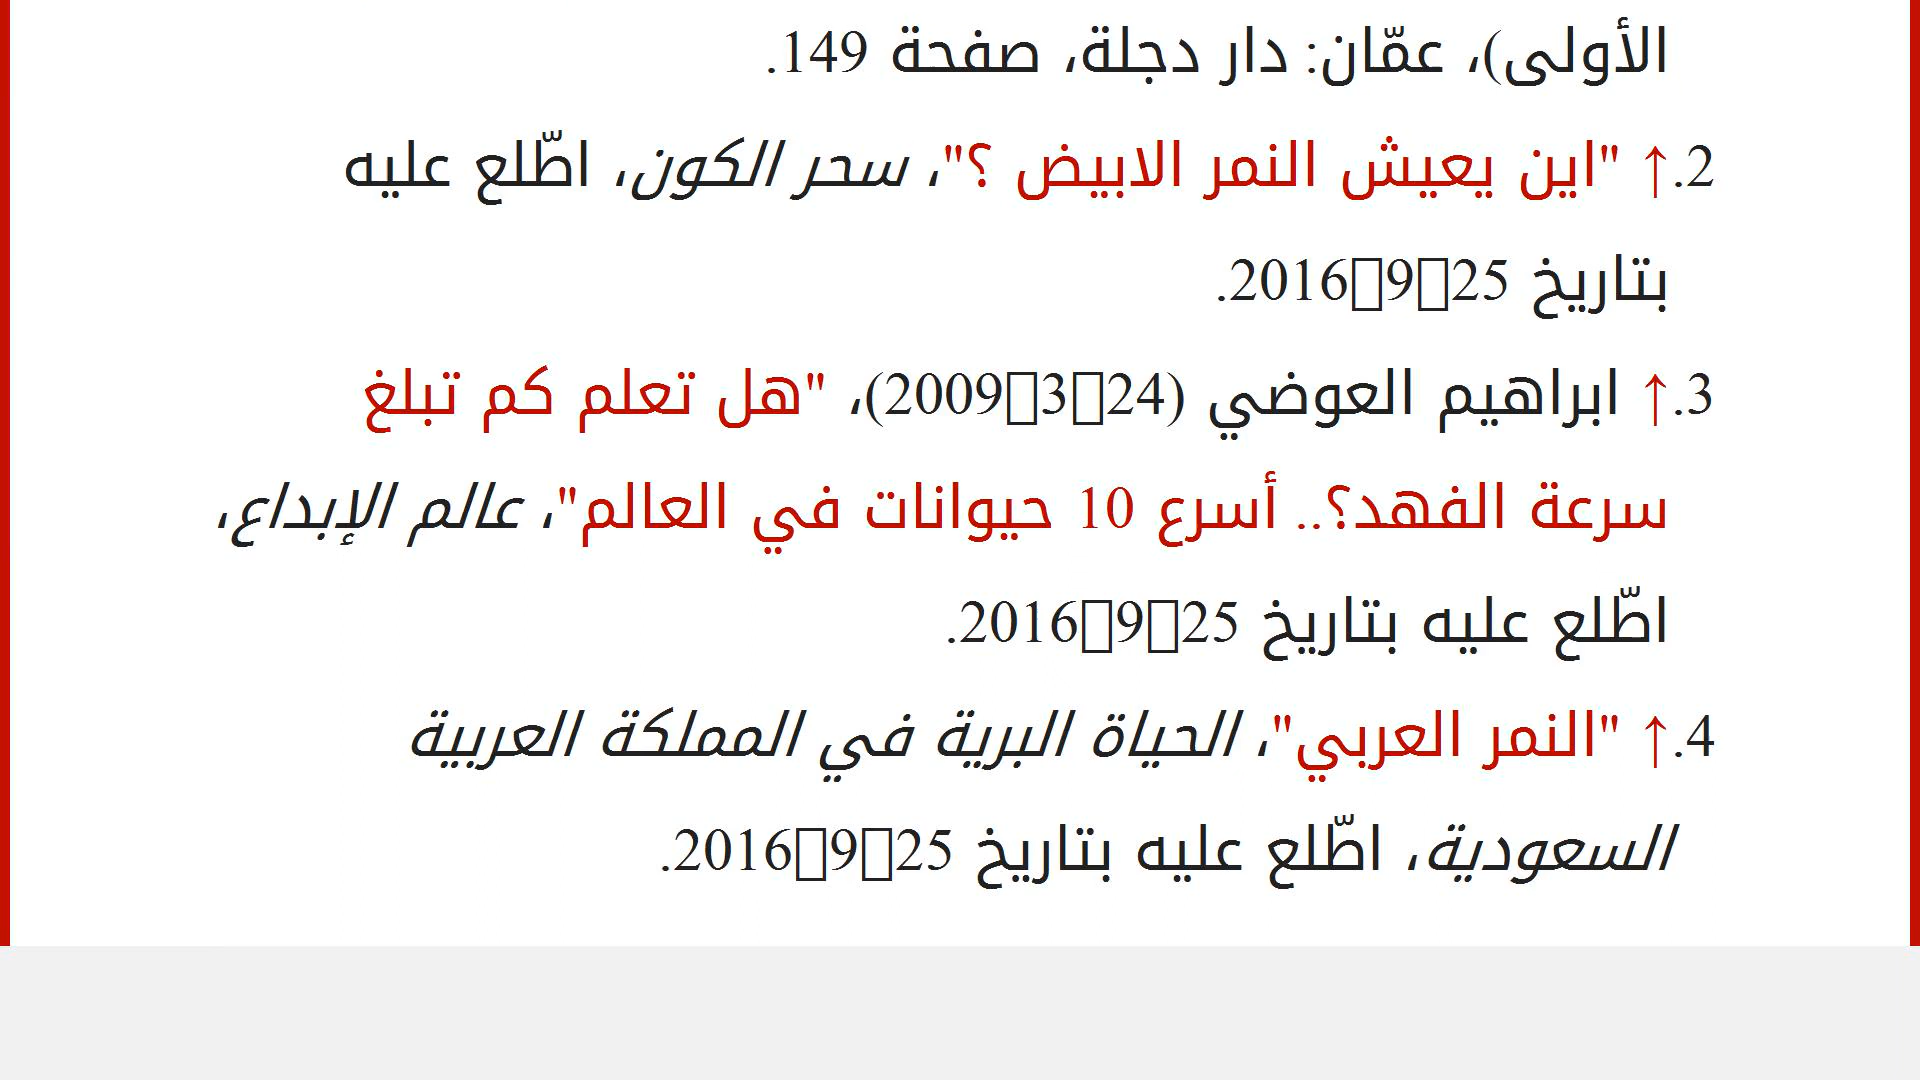 الأولى)، عمّان: دار دجلة، صفحة 149.
2.↑ "اين يعيش النمر الابيض ؟"، سحر الكون، اطّلع عليه
بتاريخ 25▯9▯2016.
3.↑ ابراهيم العوضي (24▯3▯2009)، "هل تعلم كم تبلغ
سرعة الفهد؟.. أسرع 10 حيوانات في العالم"، عالم الإبداع،
اطّلع عليه بتاريخ 25▯9▯2016.
4.↑ "النمر العربي"، الحياة البرية في المملكة العربية
السعودية، اطّلع عليه بتاريخ 25▯9▯2016.